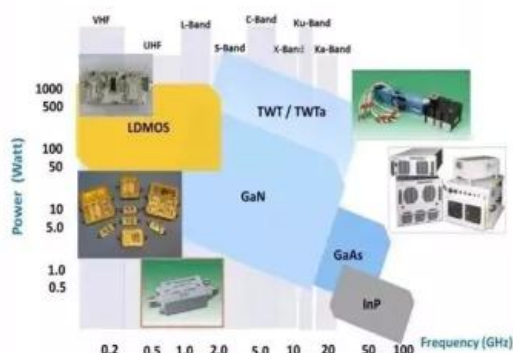 VHF
UHF
L-Band
S-Band
C-Band
X-Band
Ku-Band
Ka-Band
Power (Watt)
1000
500
100
50
10
5.0
1.0
0.5
LDMOS
TWT / TWTa
GaN
GaAs
InP
0.2 0.5 1.0 2.0 5.0 10 20 50 100
Frequency (GHz)